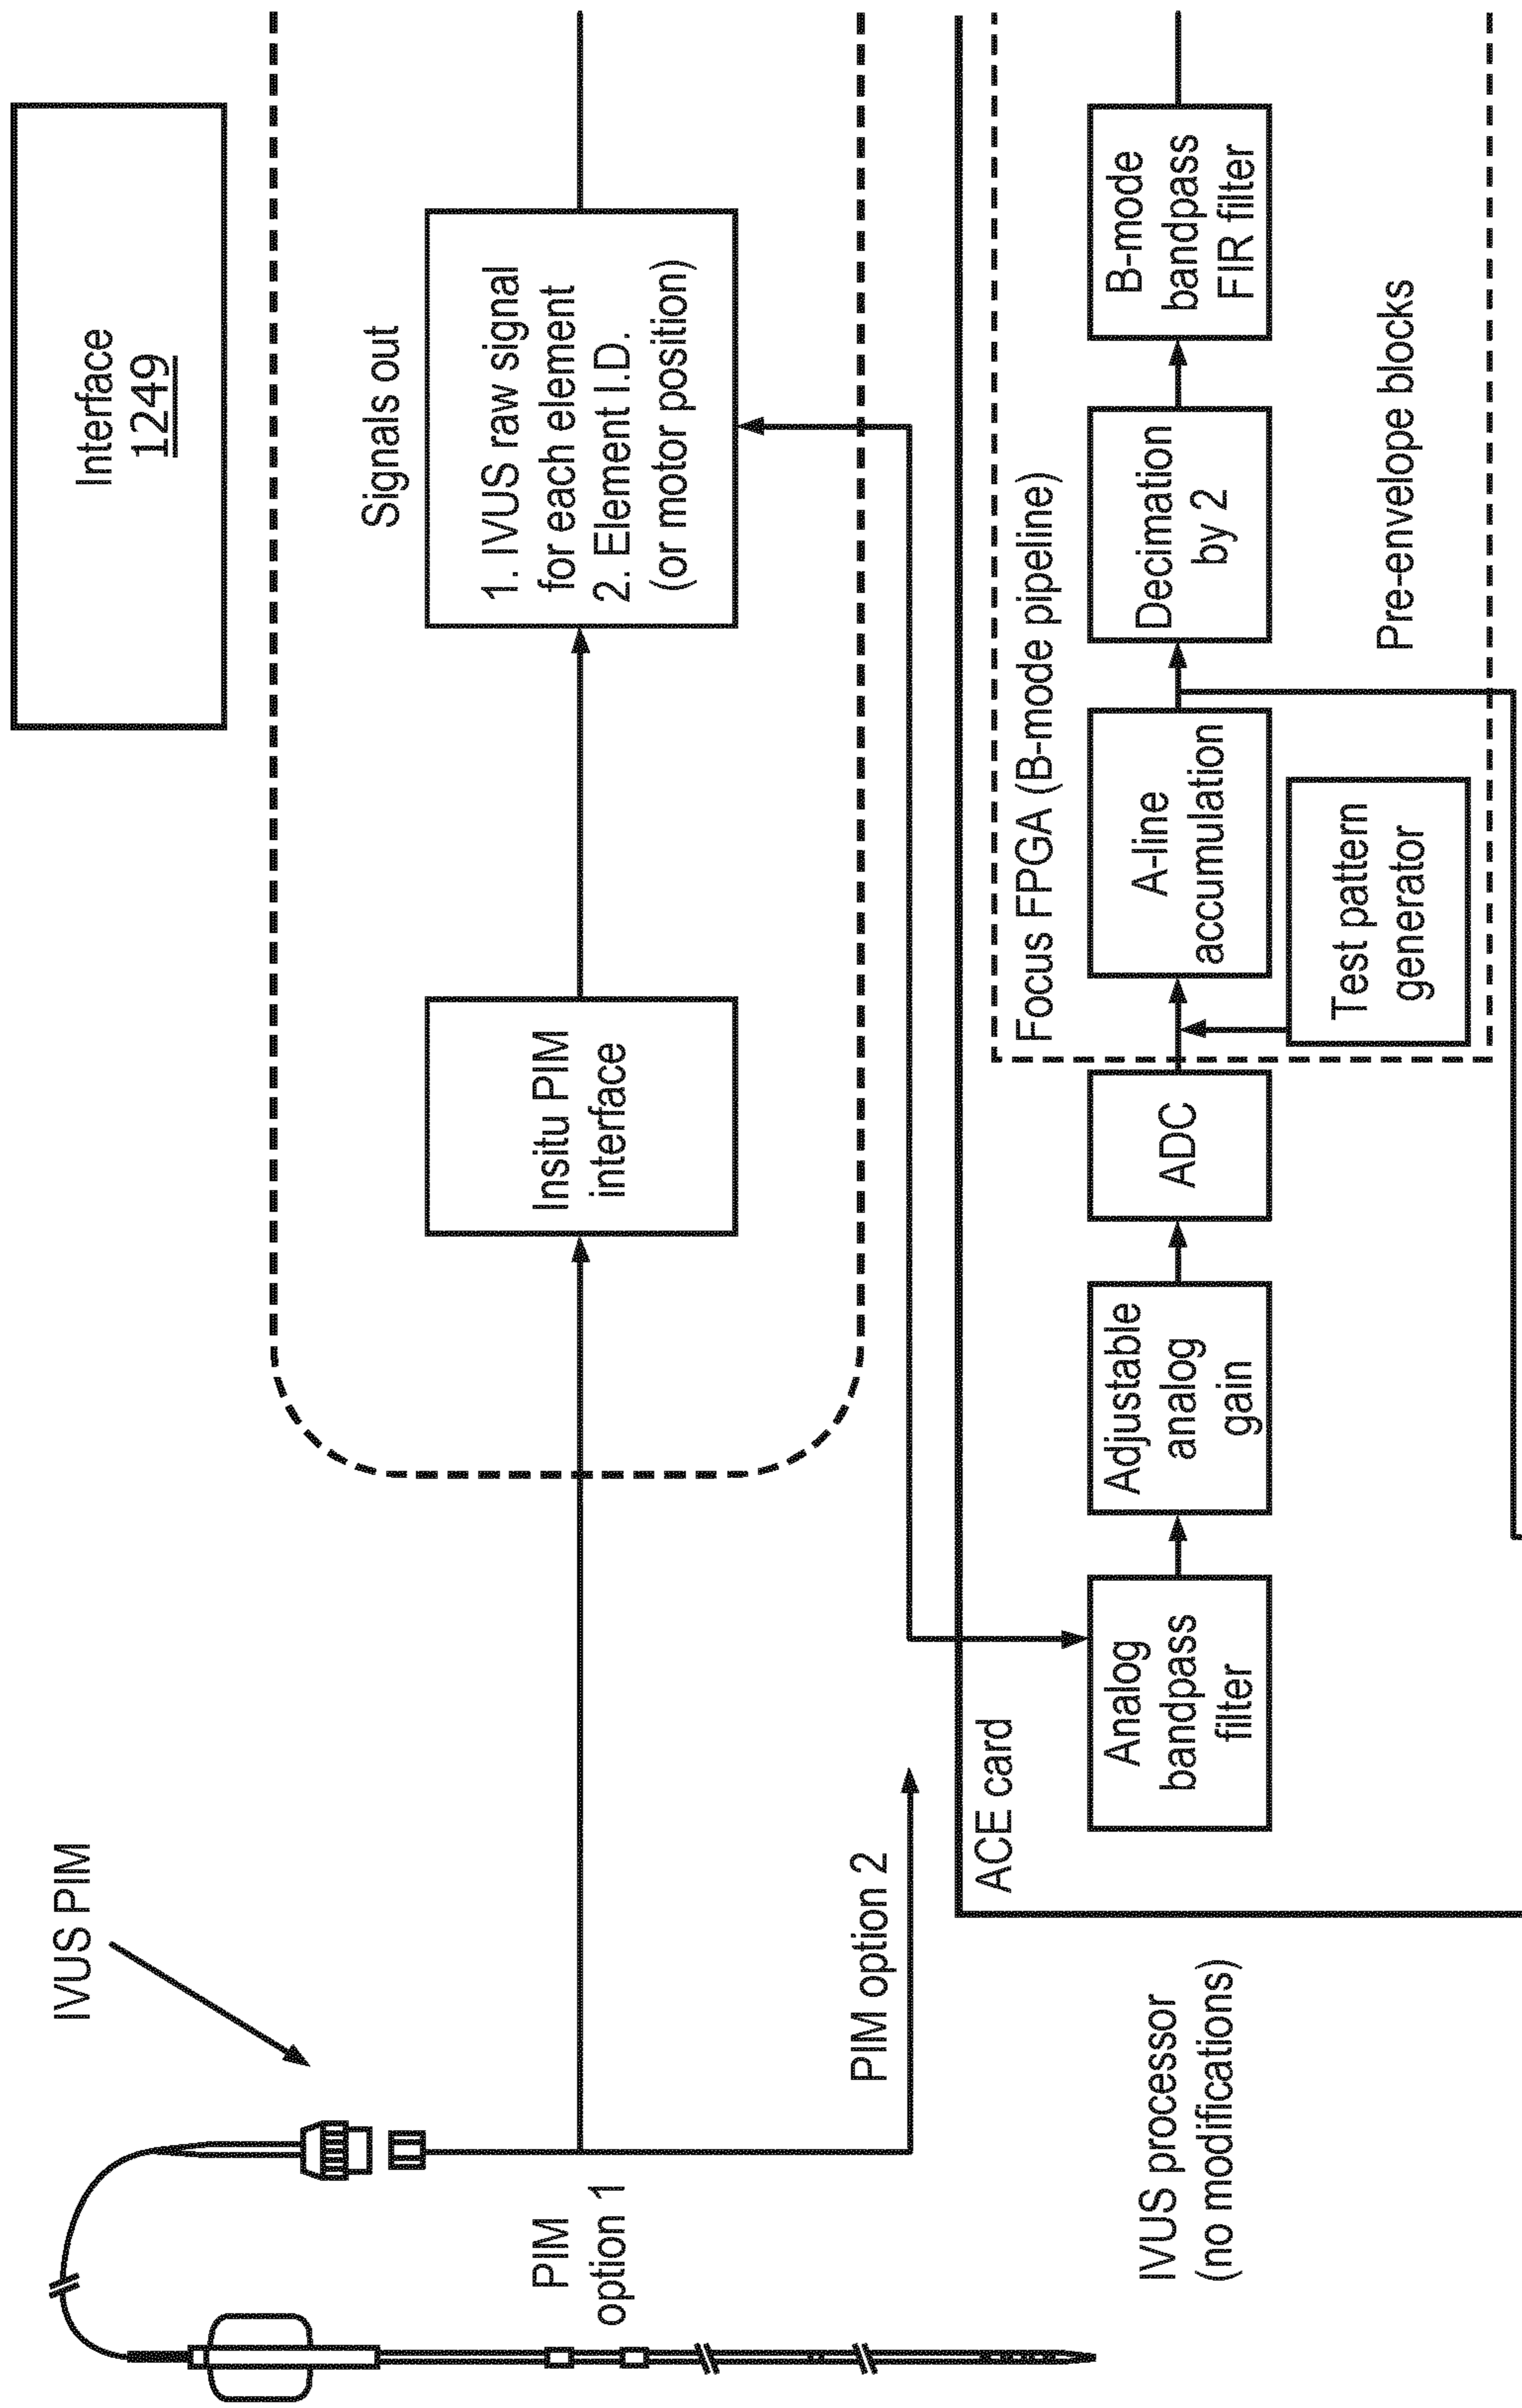 Interface
1249
IVUS PIM
Signals out
1. IVUS raw signal
for each element
2. Element I.D.
(or motor position)
Insitu PIM
interface
PIM
option 1
PIM option 2
ACE card
IVUS processor
(no modifications)
Focus FPGA (B-mode pipeline)
Analog
bandpass
filter
Adjustable
analog
gain
ADC
A-line
accumulation
Decimation
by 2
B-mode
bandpass
FIR filter
Test pattern
generator
Pre-envelope blocks